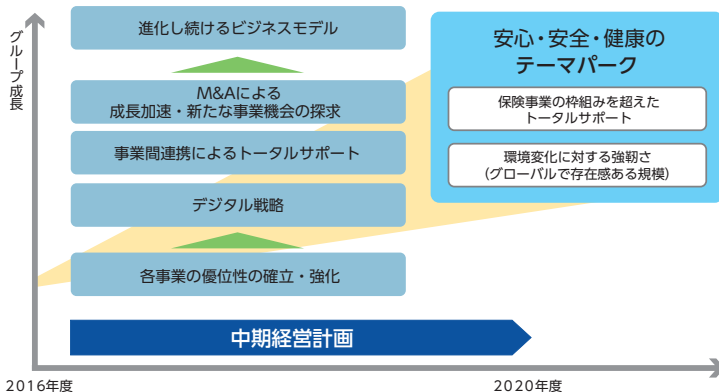 グループ成長
進化し続けるビジネスモデル
M&Aによる
成長加速・新たな事業機会の探求
事業間連携によるトータルサポート
デジタル戦略
各事業の優位性の確立・強化
安心・安全・健康の
テーマパーク
保険事業の枠組みを超えた
トータルサポート
環境変化に対する強靭さ
(グローバルで存在感ある規模)
中期経営計画
2016年度
2020年度